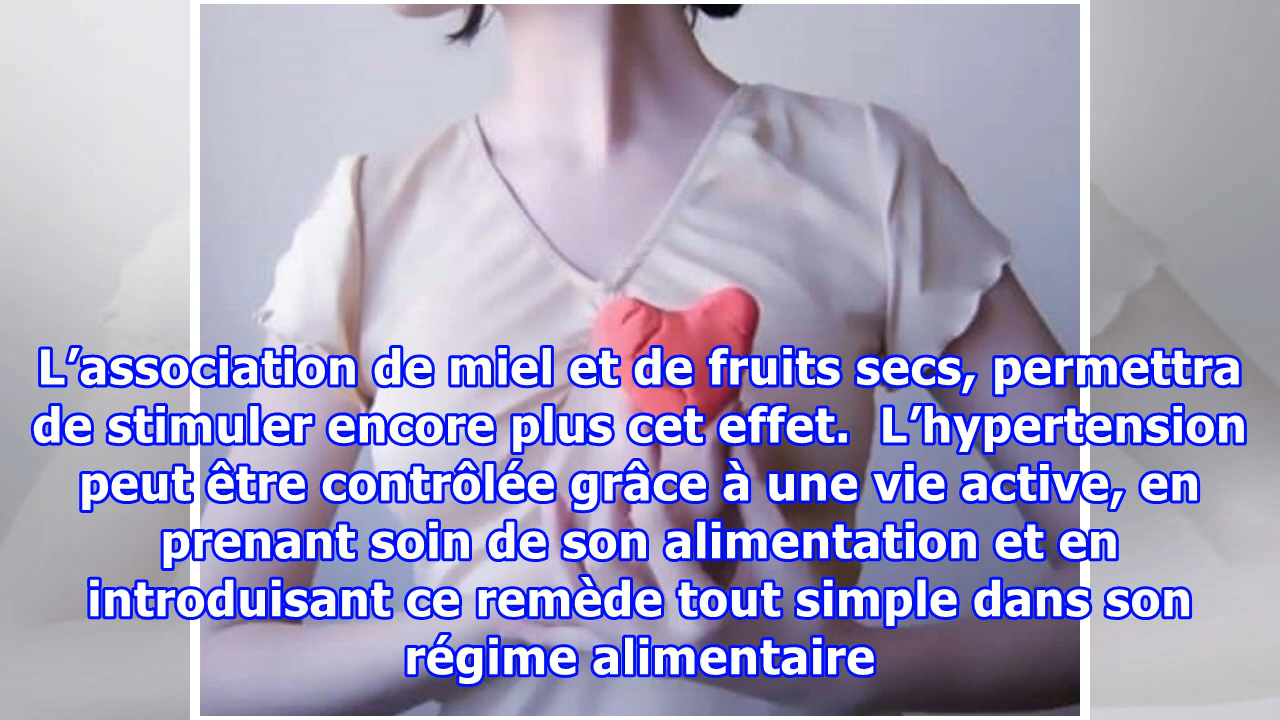 L’association de miel et de fruits secs, permettra
de stimuler encore plus cet effet.  L’hypertension
peut être contrôlée grâce à une vie active, en
prenant soin de son alimentation et en
introduisant ce remède tout simple dans son
régime alimentaire